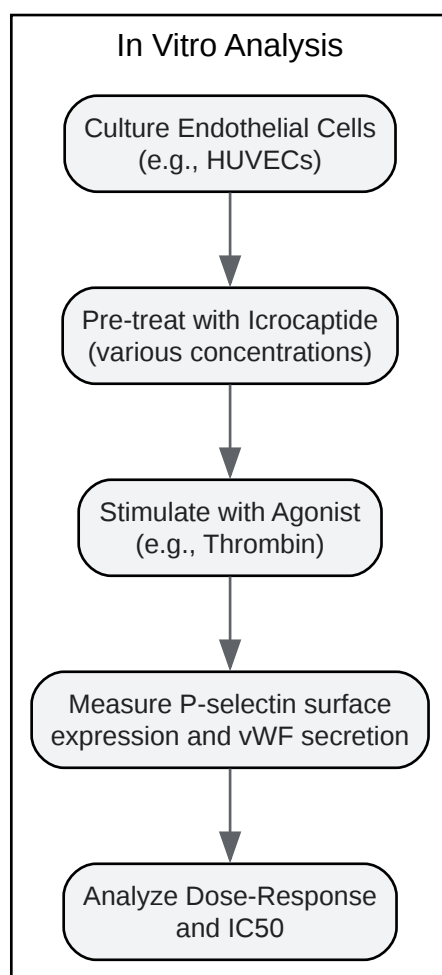 In Vitro Analysis
Culture Endothelial Cells
(e.g., HUVECs)
Pre-treat with Icrocaptide
(various concentrations)
Stimulate with Agonist
(e.g., Thrombin)
Measure P-selectin surface
expression and vWF secretion
Analyze Dose-Response
and IC50